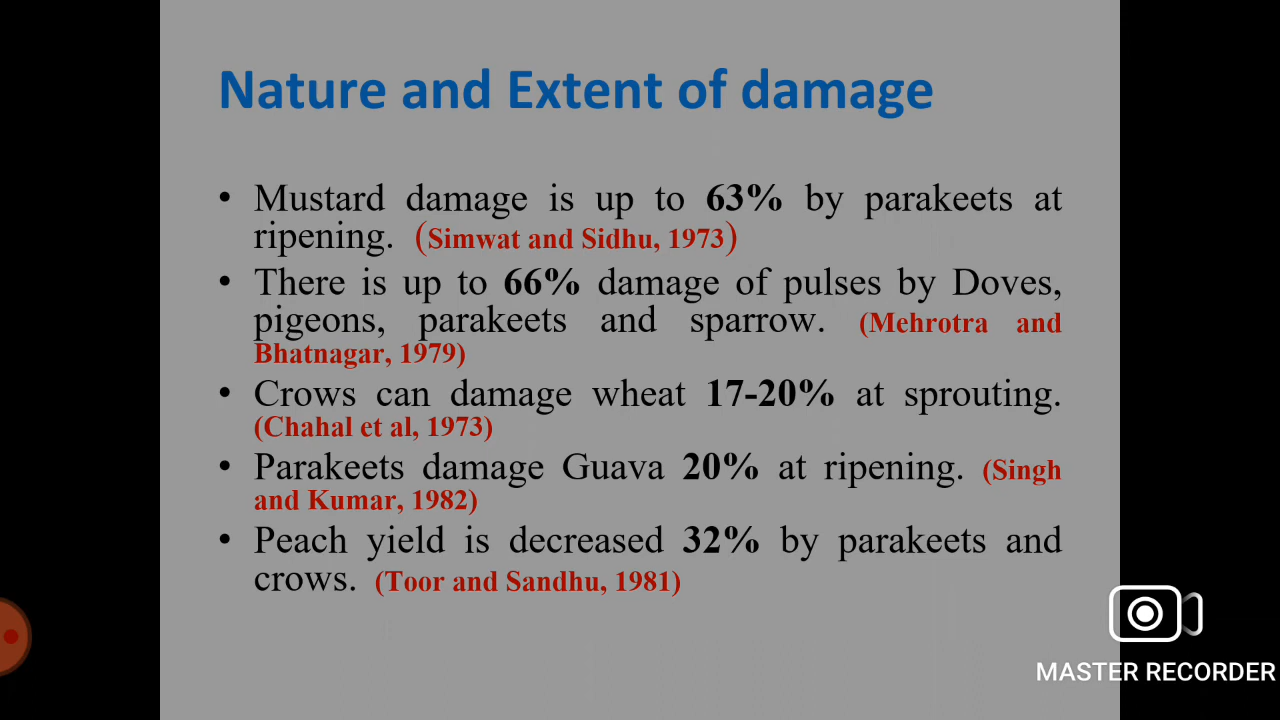 Nature and Extent of damage
• Mustard damage is up to 63% by parakeets at
ripening. (Simwat and Sidhu, 1973)
• There is up to 66% damage of pulses by Doves,
pigeons, parakeets and sparrow. (Mehrotra and
Bhatnagar, 1979)
• Crows can damage wheat 17-20% at sprouting.
(Chahal et al, 1973)
• Parakeets damage Guava 20% at ripening. (Singh
and Kumar, 1982)
• Peach yield is decreased 32% by parakeets and
crows. (Toor and Sandhu, 1981)
MASTER RECORDER